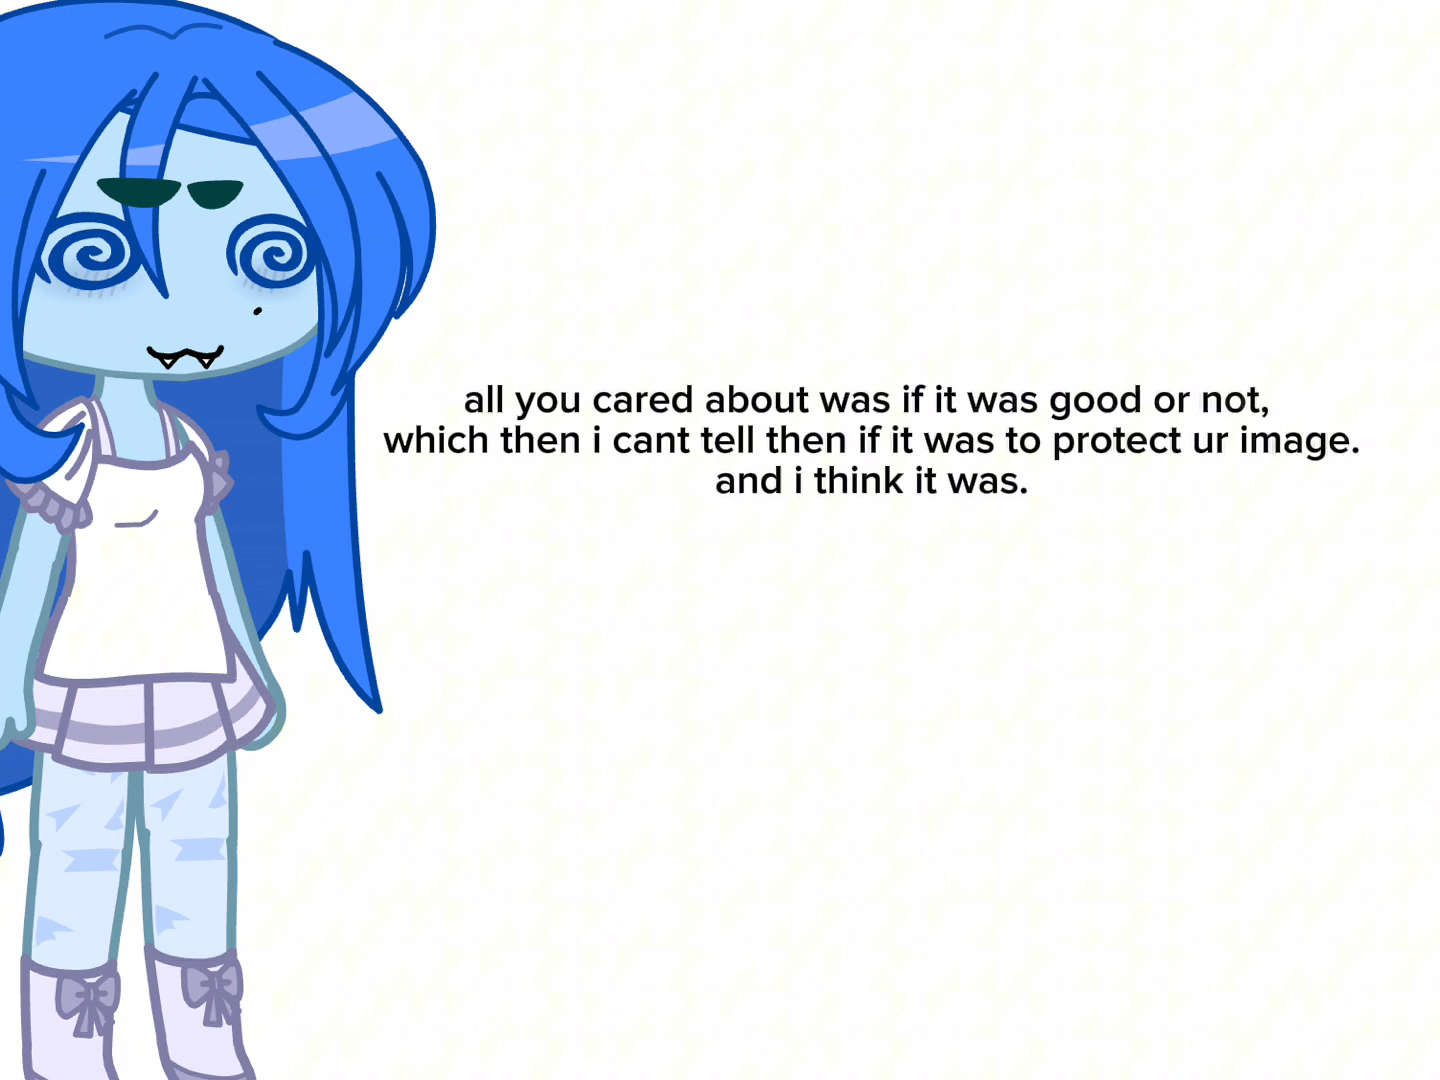 all you cared about was if it was good or not,
which then i cant tell then if it was to protect ur image.
and i think it was.